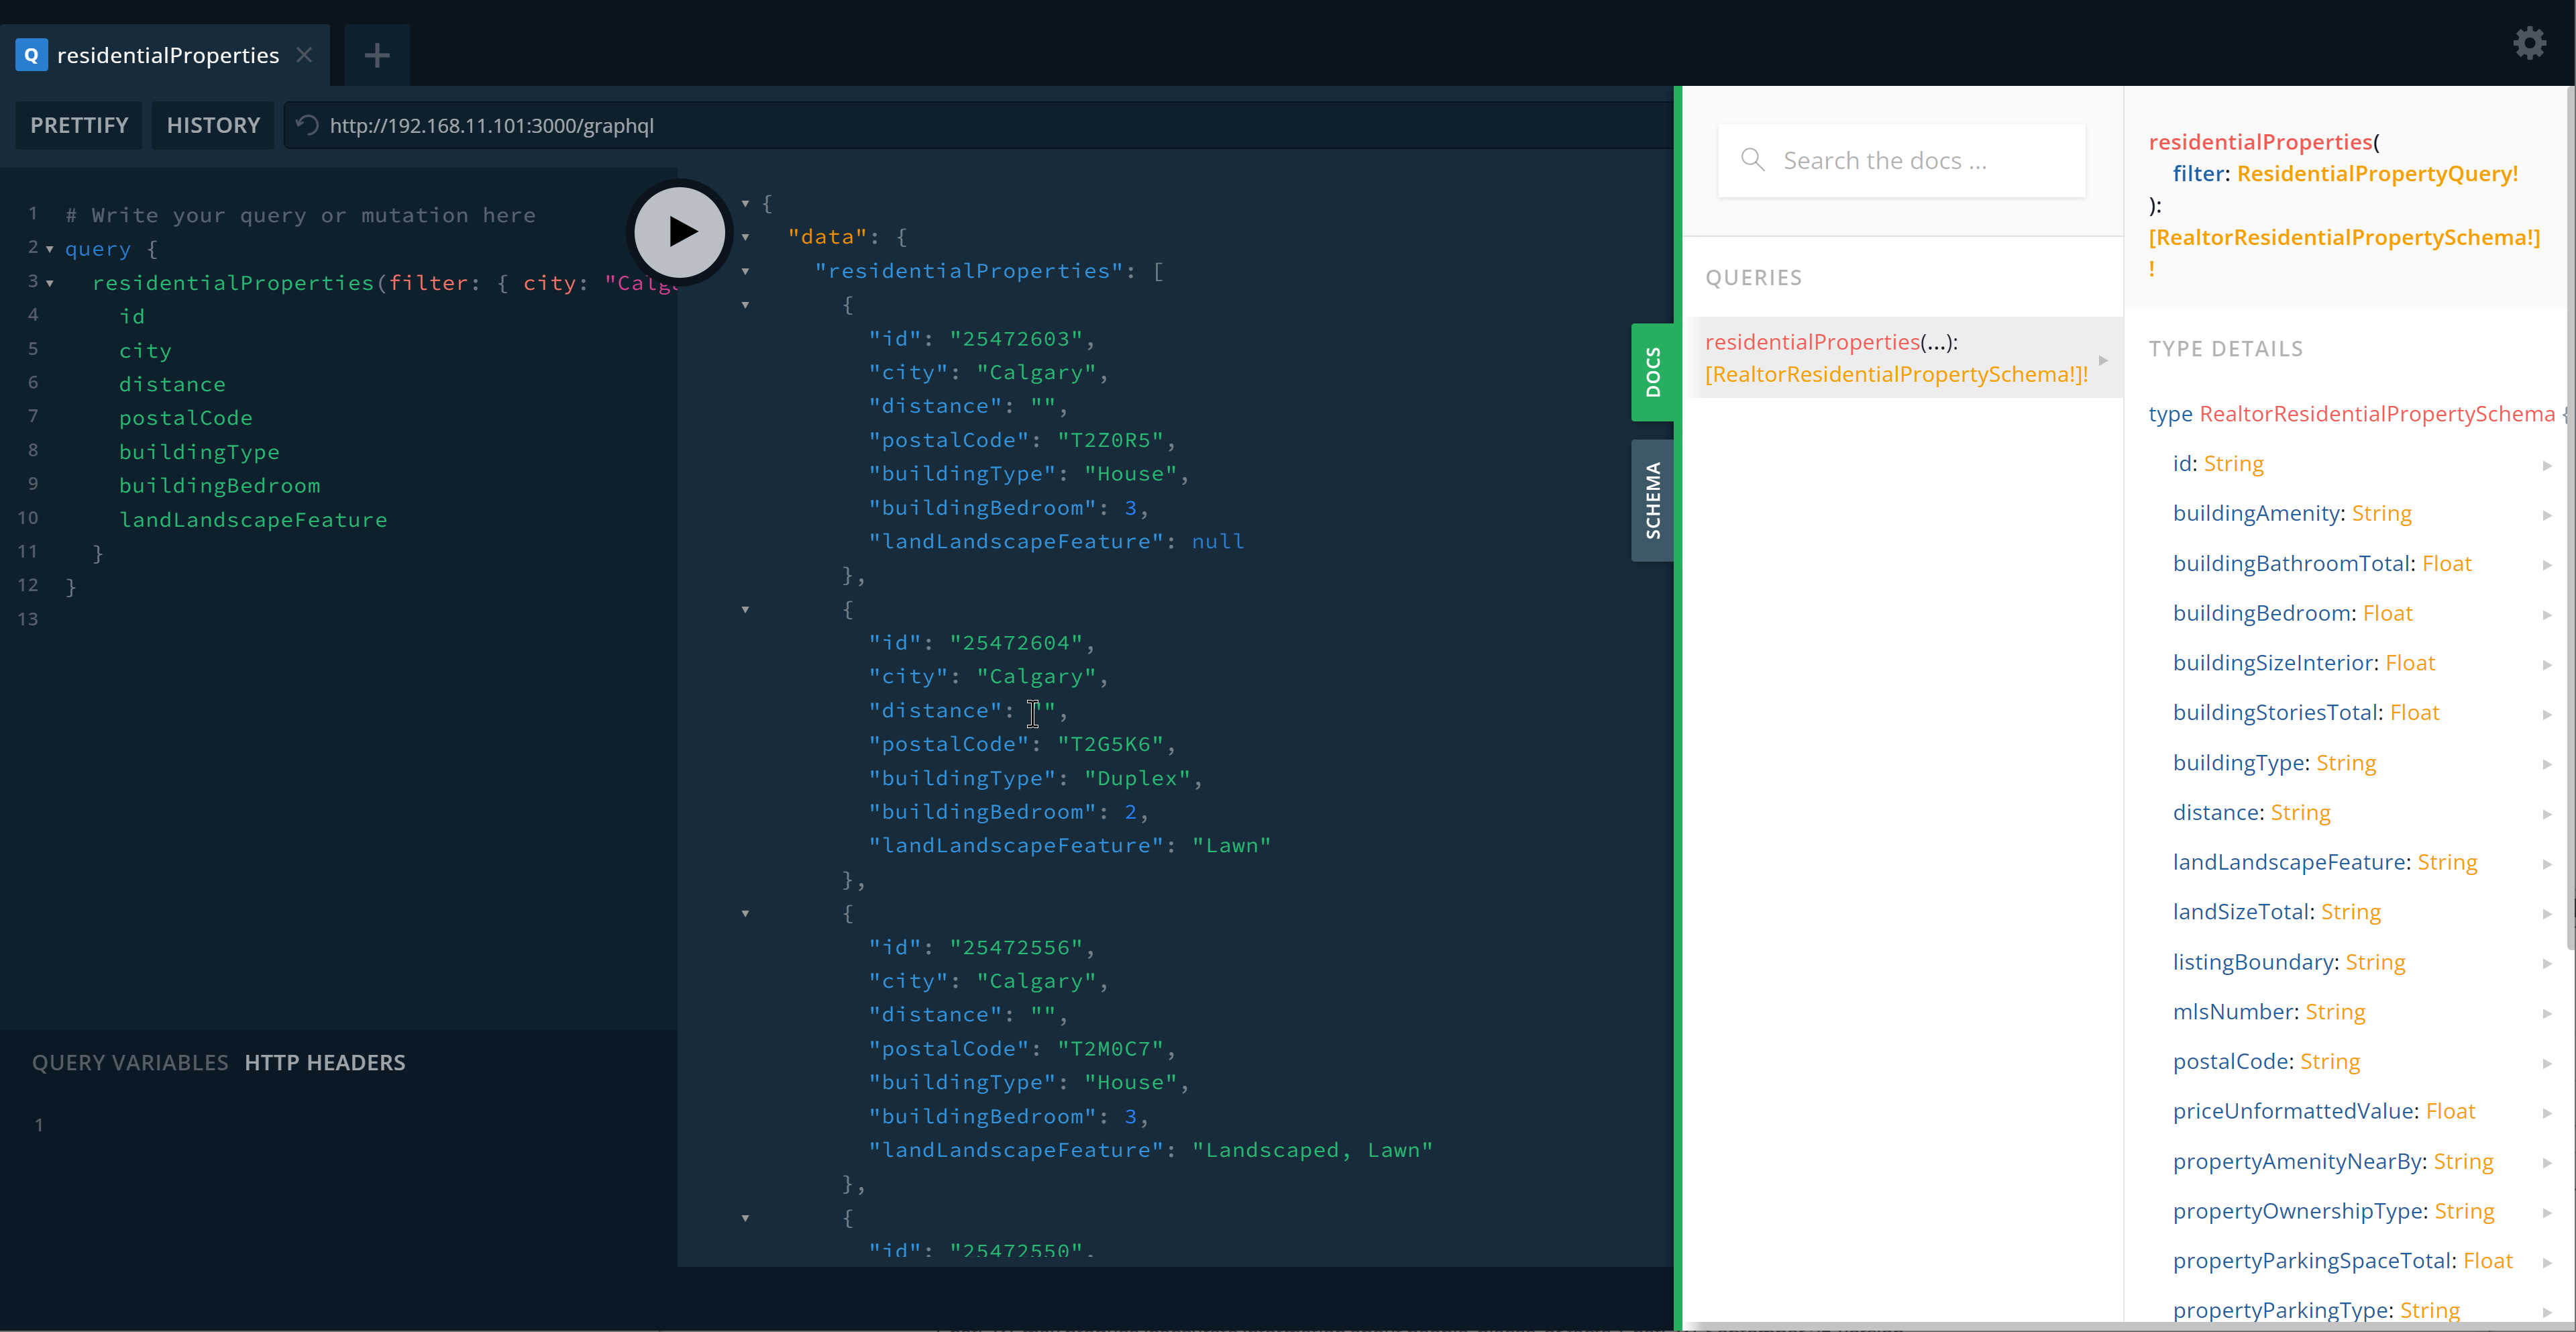 Q residentialProperties
PRETTIFY HISTORY http://192.168.11.101:3000/graphql
1 # Write your query or mutation here
2 query {
3 residentialProperties(filter: { city: "Calg
4 id
5 city
6 distance
7 postalCode
8 buildingType
9 buildingBedroom
10 landLandscapeFeature
11 }
12 }
13
QUERY VARIABLES HTTP HEADERS
1
{
"data": {
"residentialProperties": [
{
"id": "25472603",
"city": "Calgary",
"distance": "",
"postalCode": "T2Z0R5",
"buildingType": "House",
"buildingBedroom": 3,
"landLandscapeFeature": null
},
{
"id": "25472604",
"city": "Calgary",
"distance": "",
"postalCode": "T2G5K6",
"buildingType": "Duplex",
"buildingBedroom": 2,
"landLandscapeFeature": "Lawn"
},
{
"id": "25472556",
"city": "Calgary",
"distance": "",
"postalCode": "T2M0C7",
"buildingType": "House",
"buildingBedroom": 3,
"landLandscapeFeature": "Landscaped, Lawn"
},
{
"id": "25472550",
DOCS
SCHEMA
Search the docs ...
QUERIES
residentialProperties(...):
[RealtorResidentialPropertySchema!]!
residentialProperties(
filter: ResidentialPropertyQuery!
):
[RealtorResidentialPropertySchema!]
!
TYPE DETAILS
type RealtorResidentialPropertySchema {
id: String
buildingAmenity: String
buildingBathroomTotal: Float
buildingBedroom: Float
buildingSizeInterior: Float
buildingStoriesTotal: Float
buildingType: String
distance: String
landLandscapeFeature: String
landSizeTotal: String
listingBoundary: String
mlsNumber: String
postalCode: String
priceUnformattedValue: Float
propertyAmenityNearBy: String
propertyOwnershipType: String
propertyParkingSpaceTotal: Float
propertyParkingType: String